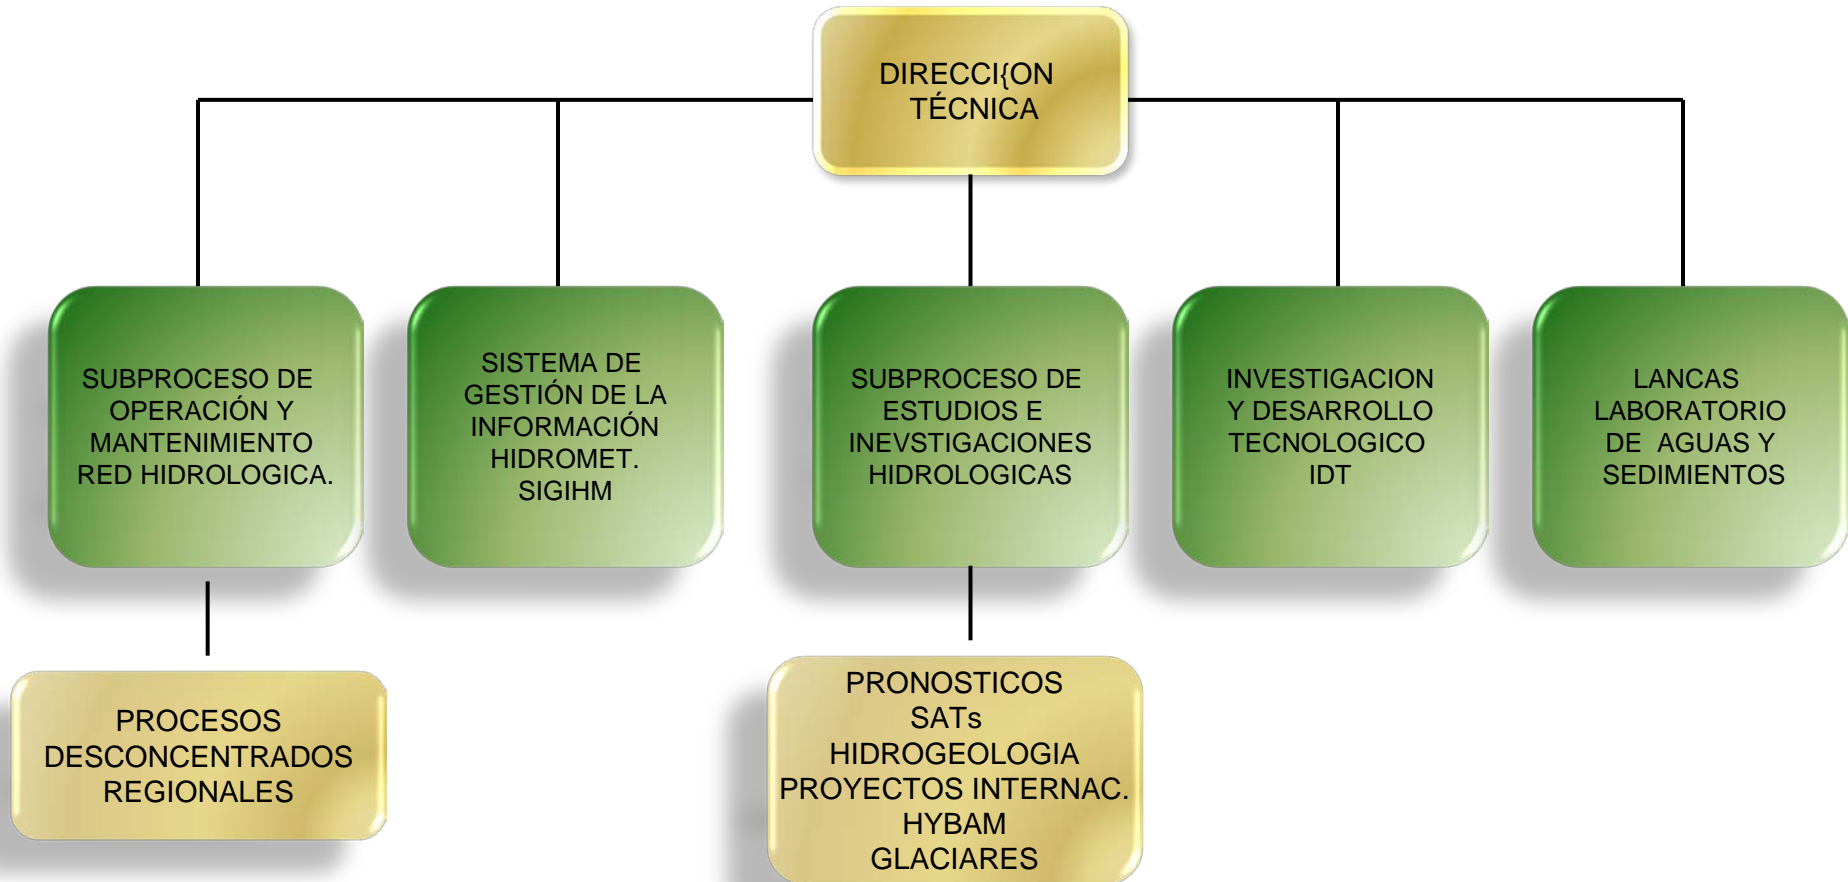 DIRECCI{ON
TÉCNICA
SUBPROCESO DE
OPERACIÓN Y
MANTENIMIENTO
RED HIDROLOGICA.
SISTEMA DE
GESTIÓN DE LA
INFORMACIÓN
HIDROMET.
SIGIHM
SUBPROCESO DE
ESTUDIOS E
INEVSTIGACIONES
HIDROLOGICAS
INVESTIGACION
Y DESARROLLO
TECNOLOGICO
IDT
LANCAS
LABORATORIO
DE AGUAS Y
SEDIMIENTOS
PROCESOS
DESCONCENTRADOS
REGIONALES
PRONOSTICOS
SATs
HIDROGEOLOGIA
PROYECTOS INTERNAC.
HYBAM
GLACIARES